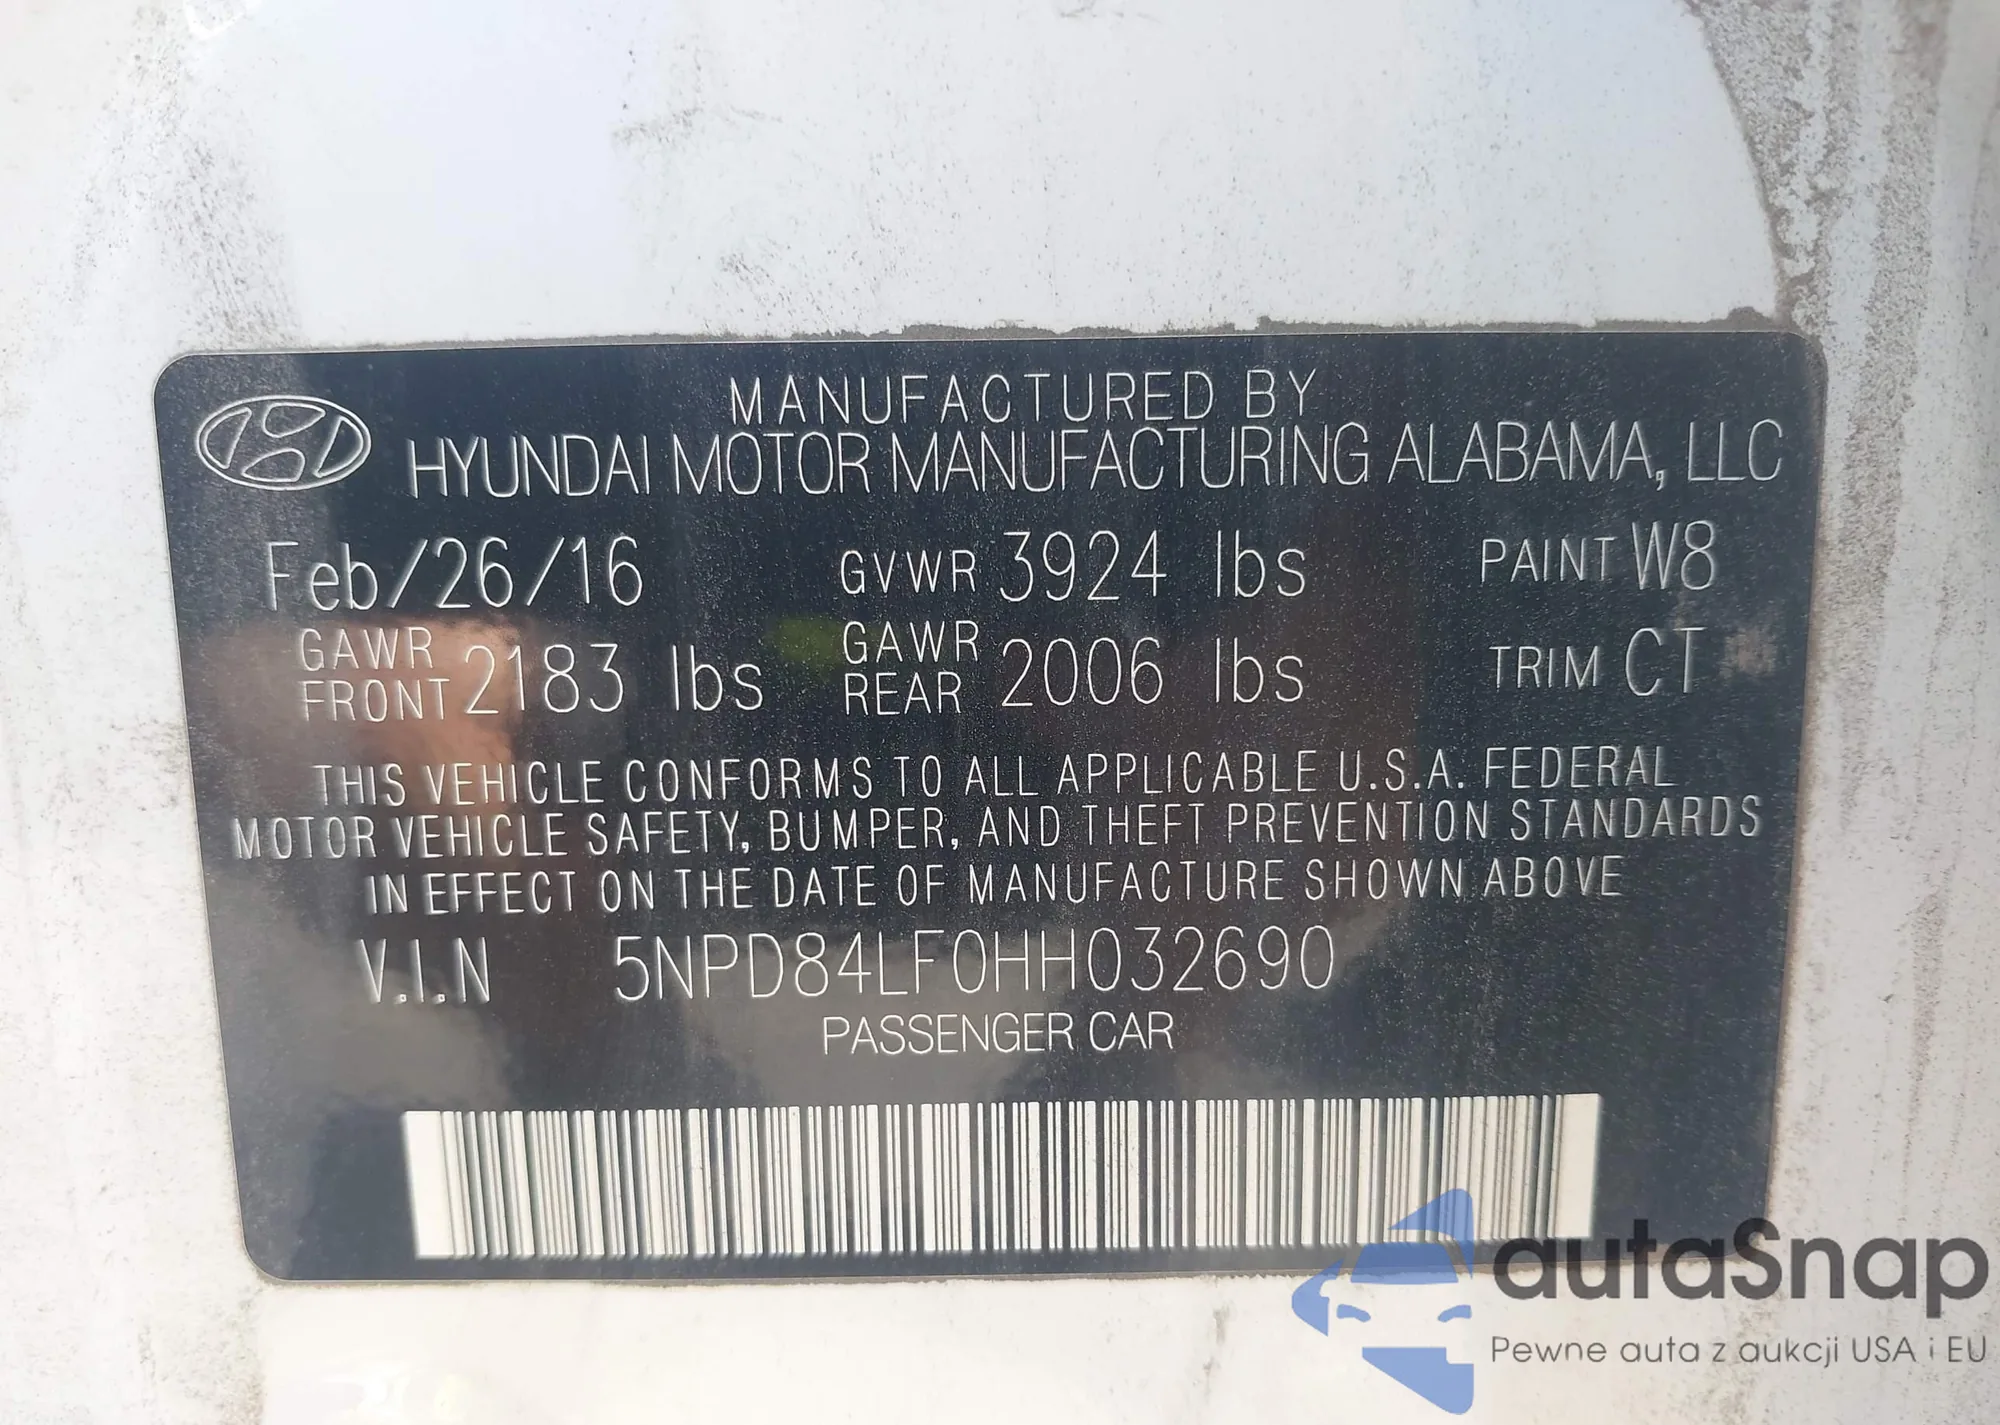 MANUFACTURED BY
HYUNDAI MOTOR MANUFACTURING ALABAMA, LLC
Feb/26/16 GVWR 3924 lbs PAINT W8
GAWR FRONT 2183 lbs GAWR REAR 2006 lbs TRIM CT
THIS VEHICLE CONFORMS TO ALL APPLICABLE U.S.A. FEDERAL
MOTOR VEHICLE SAFETY, BUMPER, AND THEFT PREVENTION STANDARDS
IN EFFECT ON THE DATE OF MANUFACTURE SHOWN ABOVE
V.I.N 5NPD84LF0HH032690
PASSENGER CAR
autaSnap
Pewne auta z aukcji USA i EU